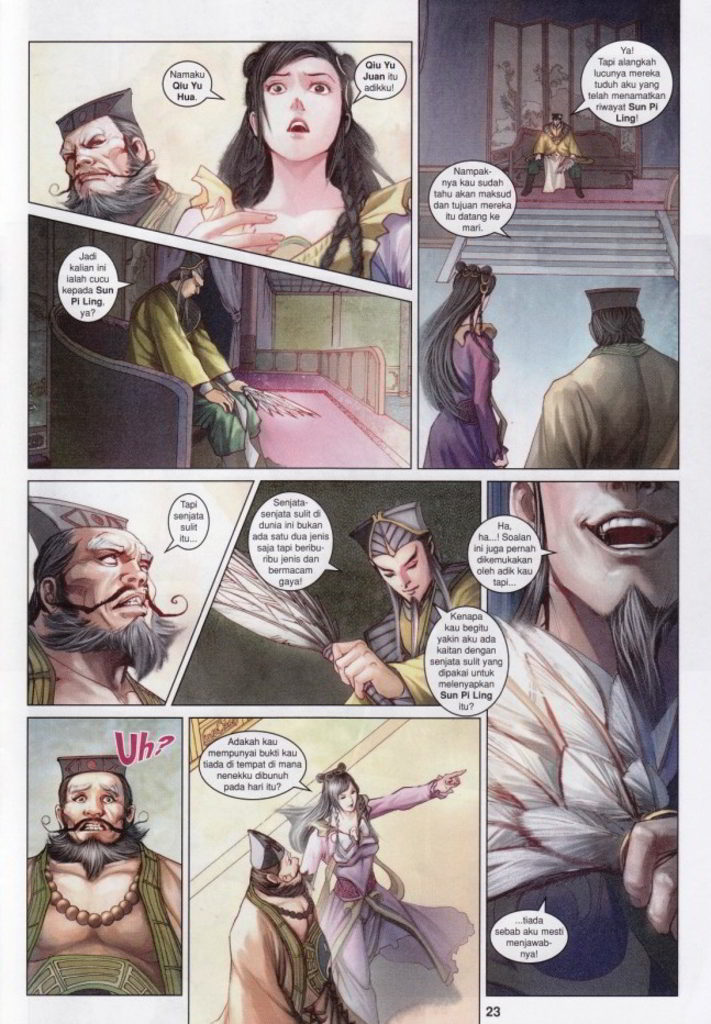 Namaku
Qiu Yu
Hua.
Qiu Yu
Juan itu
adikku!
Jadi
kalian ini
ialah cucu
kepada Sun
Pi Ling,
ya?
Ya!
Tapi alangkah
lucunya mereka
tuduh aku yang
telah menamatkan
riwayat Sun Pi
Ling!
Nampak-
nya kau sudah
tahu akan maksud
dan tujuan mereka
itu datang ke
mari.
Tapi
senjata
sulit
itu...
Senjata-
senjata sulit di
dunia ini bukan
ada satu dua jenis
saja tapi beribu-
ribu jenis dan
bermacam
gaya!
Kenapa
kau begitu
yakin aku ada
kaitan dengan
senjata sulit yang
dipakai untuk
melenyapkan
Sun Pi Ling
itu?
Uh?
Adakah kau
mempunyai bukti kau
tiada di tempat di mana
nenekku dibunuh
pada hari itu?
Ha,
ha...! Soalan
ini juga pernah
dikemukakan
oleh adik kau
tapi...
...tiada
sebab aku mesti
menjawab-
nya!
23